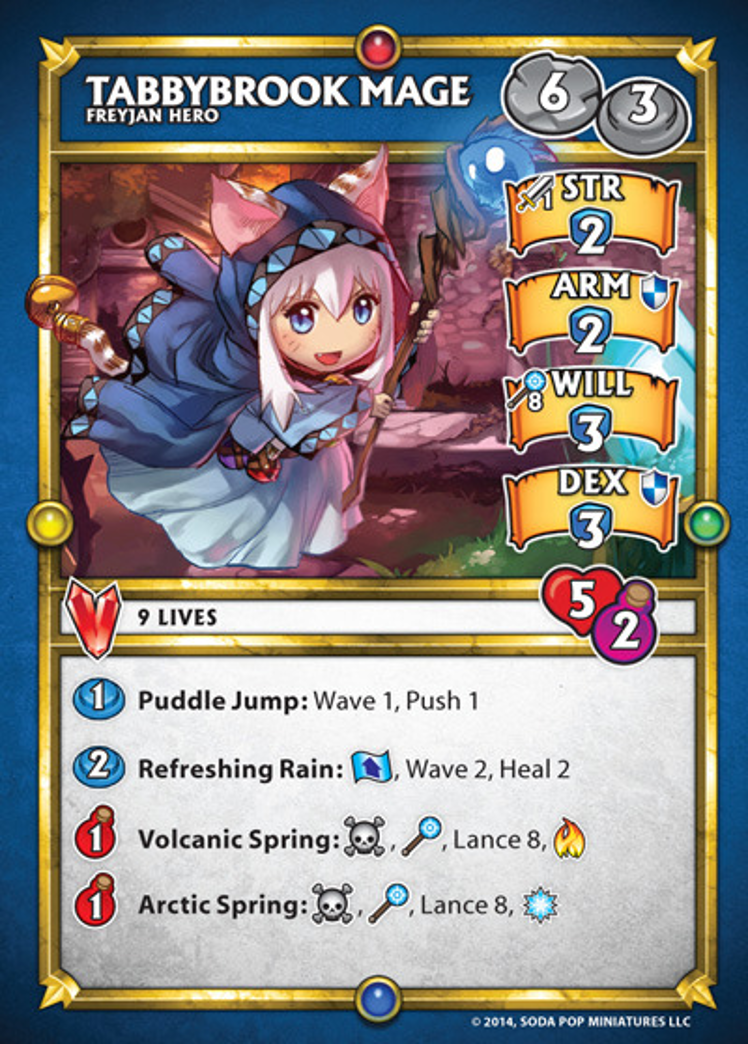 TABBYBROOK MAGE
FREYJAN HERO
6
3
STR
1
2
ARM
2
WILL
8
3
DEX
3
9 LIVES
5
2
1 Puddle Jump: Wave 1, Push 1
2 Refreshing Rain: , Wave 2, Heal 2
1 Volcanic Spring: , , Lance 8,
1 Arctic Spring: , , Lance 8,
© 2014, SODA POP MINIATURES LLC